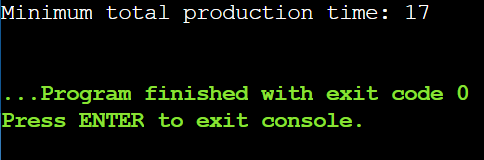 Minimum total production time: 17
...Program finished with exit code 0
Press ENTER to exit console.